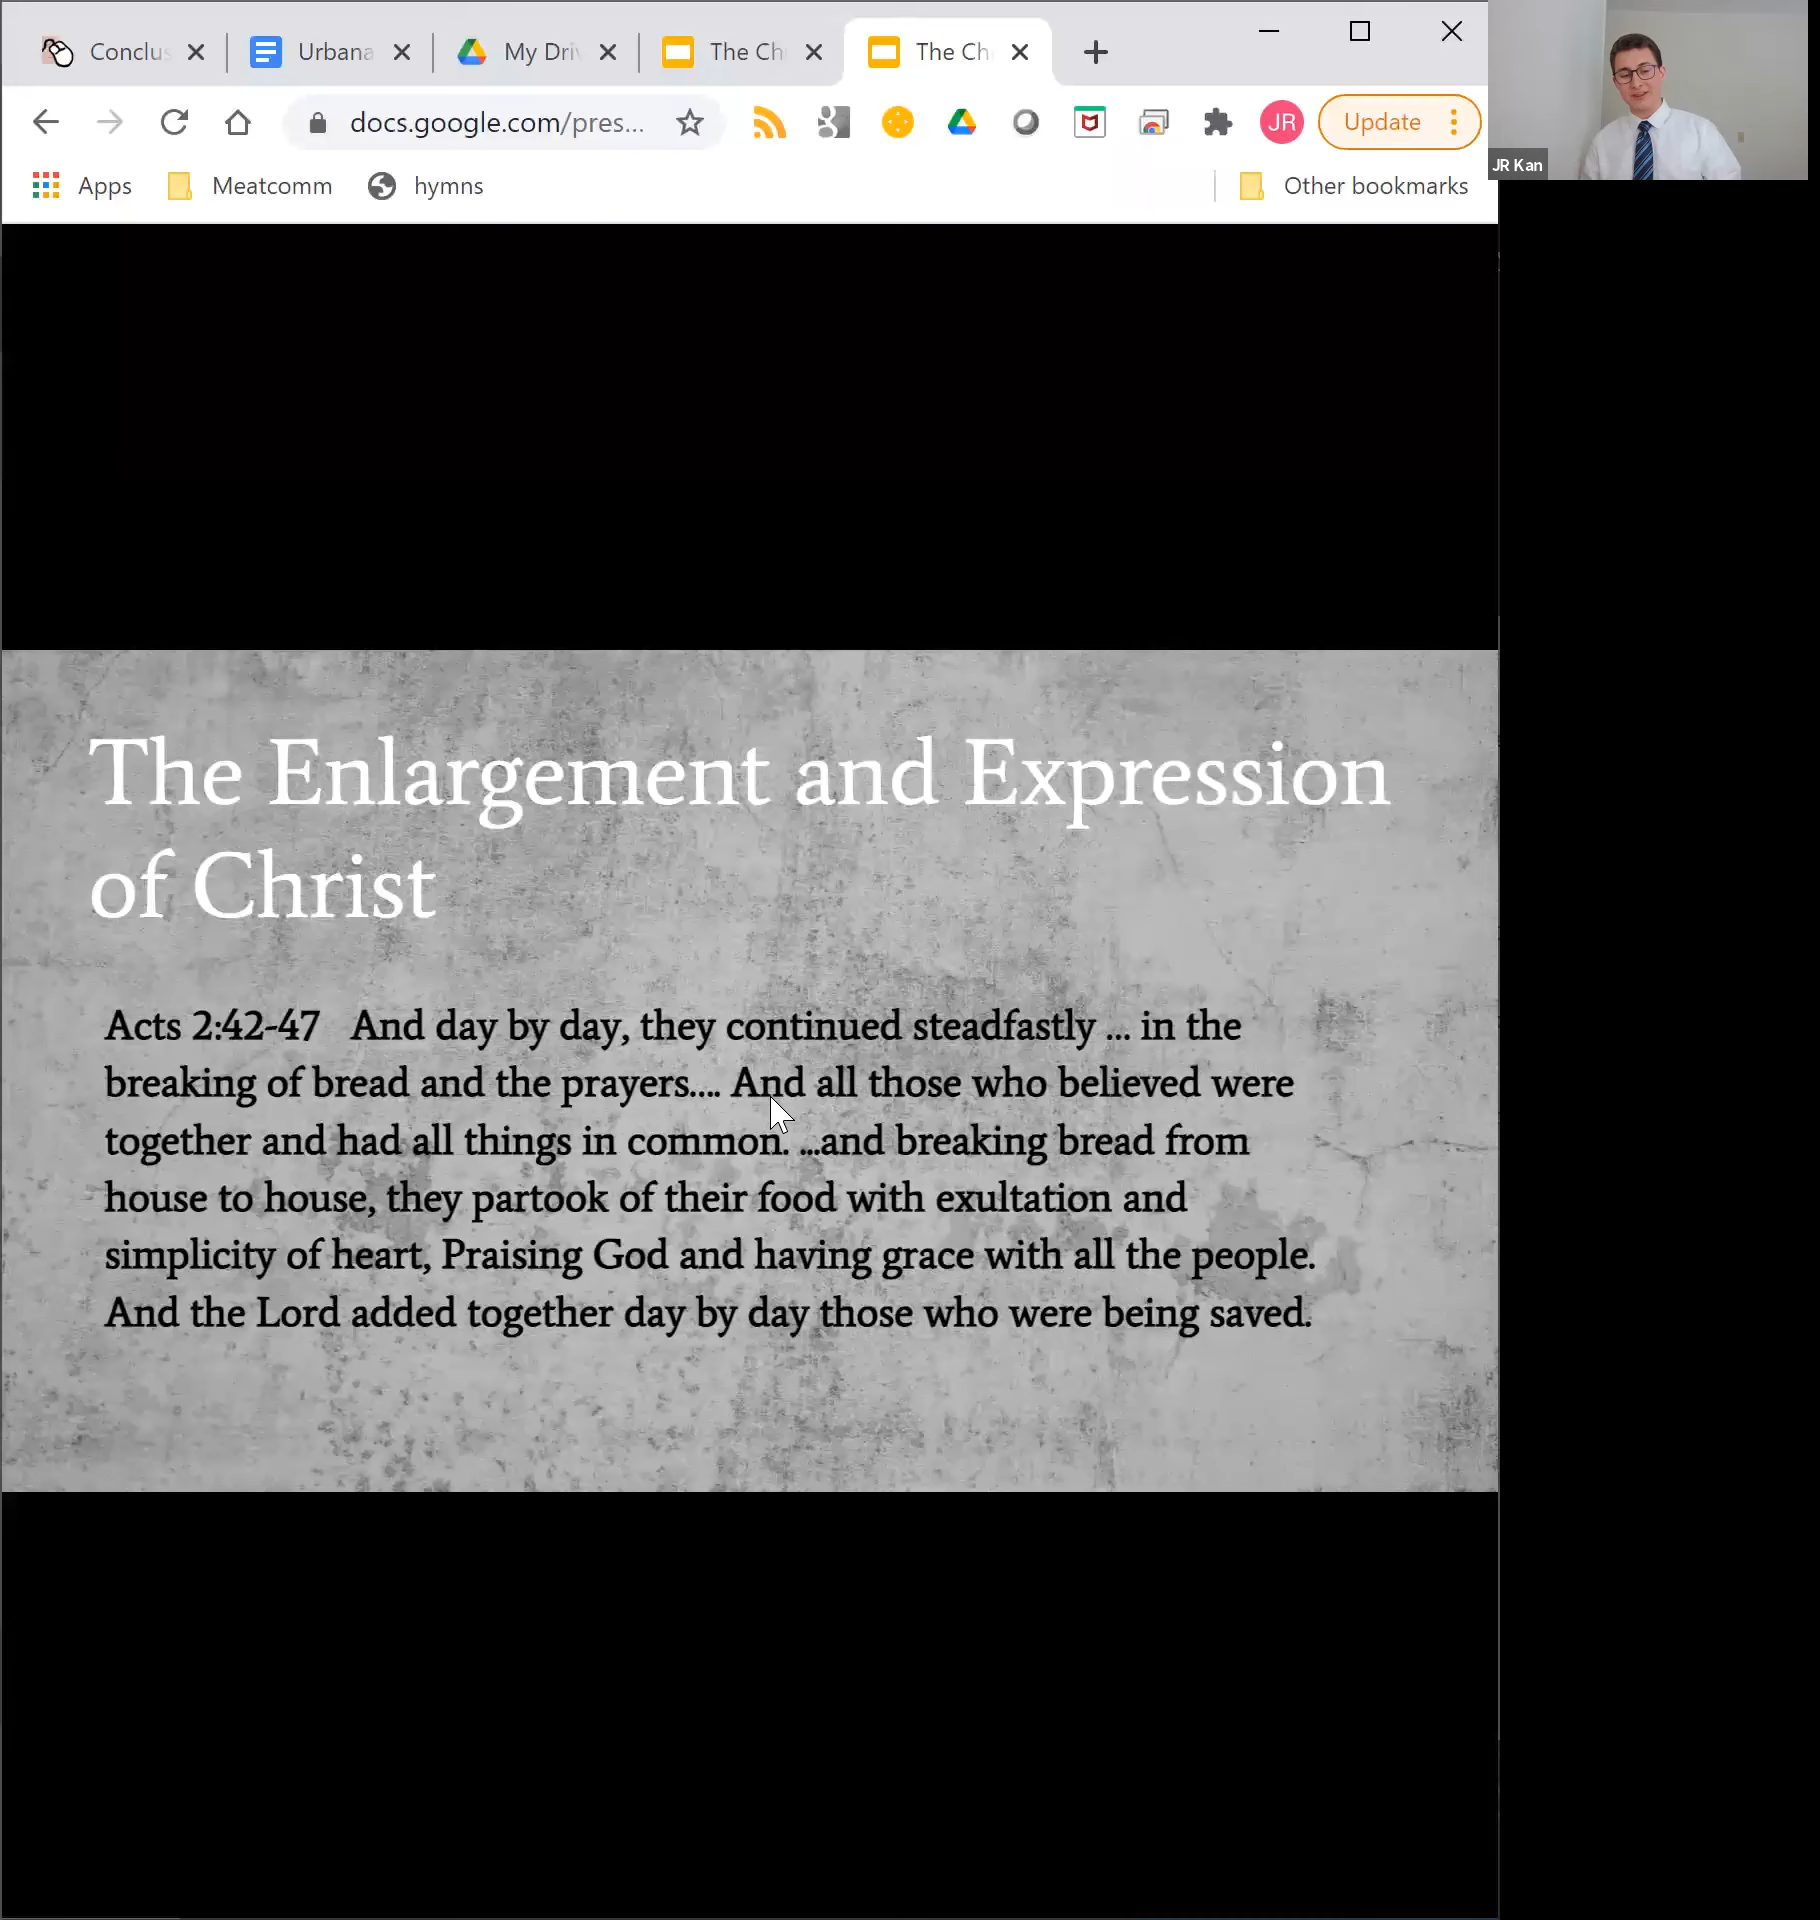 Conclus
Urbana
My Driv
The Ch
The Ch
docs.google.com/pres...
JR
Update
JR Kan
Apps
Meatcomm
hymns
Other bookmarks
The Enlargement and Expression
of Christ
Acts 2:42-47 And day by day, they continued steadfastly ... in the
breaking of bread and the prayers.... And all those who believed were
together and had all things in common. ...and breaking bread from
house to house, they partook of their food with exultation and
simplicity of heart, Praising God and having grace with all the people.
And the Lord added together day by day those who were being saved.